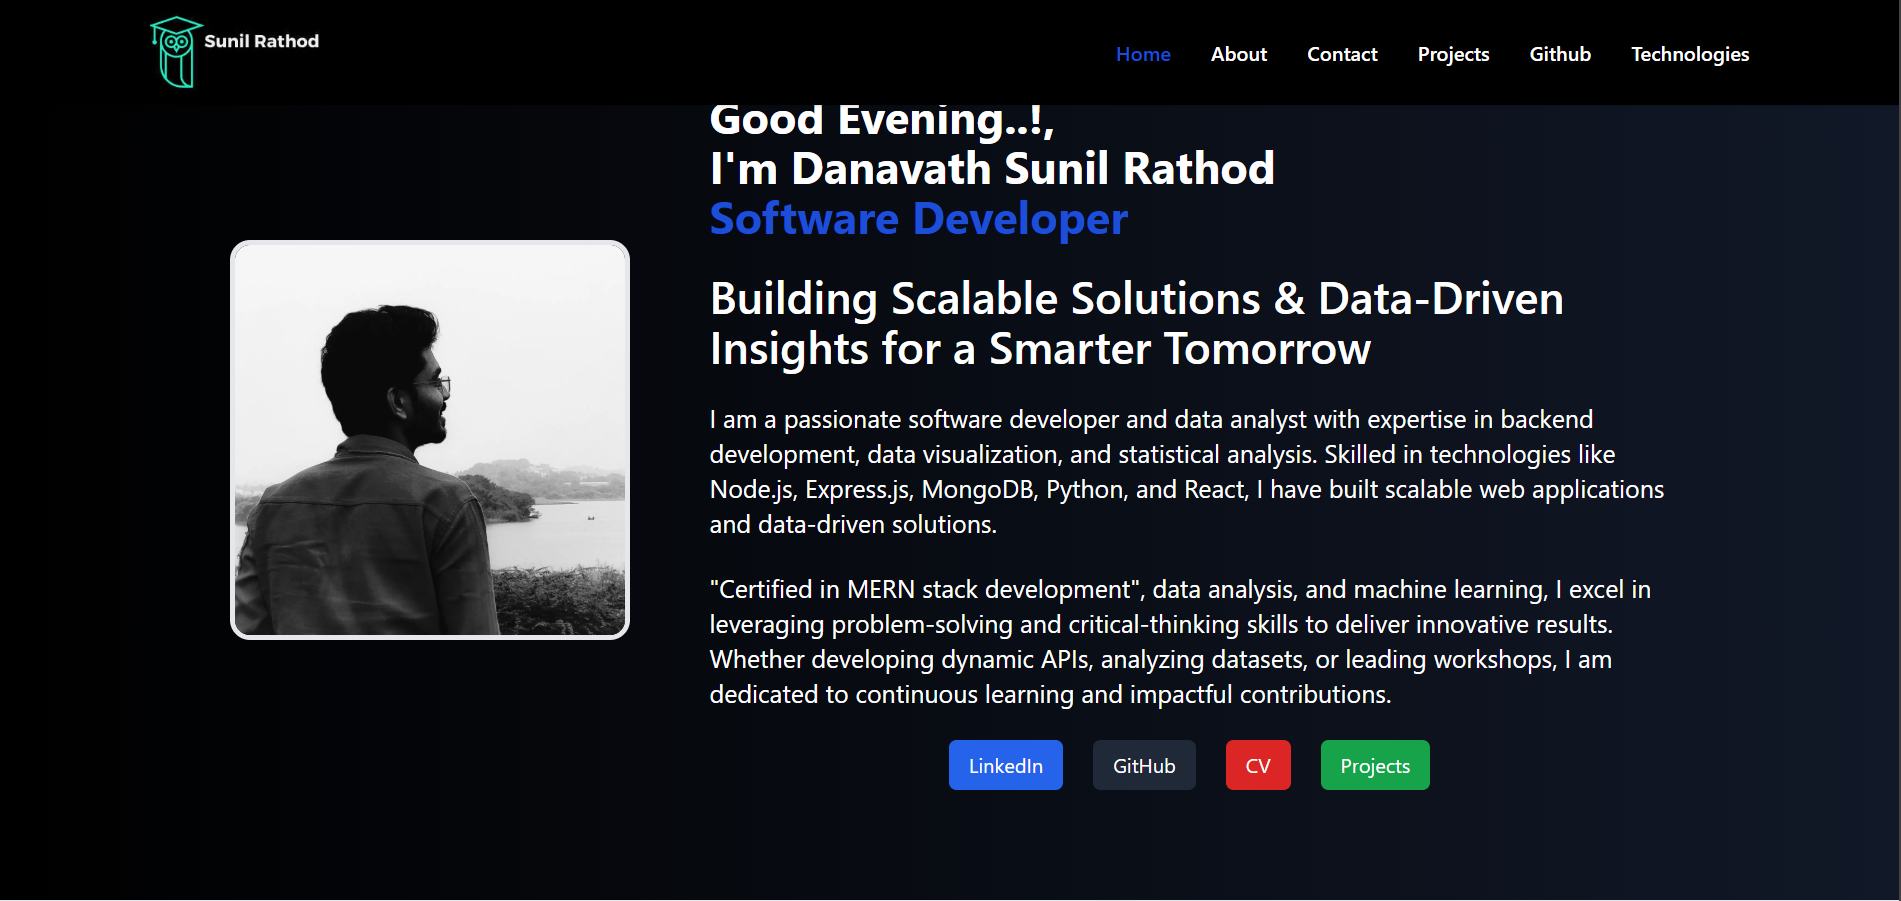 Sunil Rathod
Home About Contact Projects Github Technologies
Good Evening..!,
I'm Danavath Sunil Rathod
Software Developer
Building Scalable Solutions & Data-Driven
Insights for a Smarter Tomorrow
I am a passionate software developer and data analyst with expertise in backend
development, data visualization, and statistical analysis. Skilled in technologies like
Node.js, Express.js, MongoDB, Python, and React, I have built scalable web applications
and data-driven solutions.
"Certified in MERN stack development", data analysis, and machine learning, I excel in
leveraging problem-solving and critical-thinking skills to deliver innovative results.
Whether developing dynamic APIs, analyzing datasets, or leading workshops, I am
dedicated to continuous learning and impactful contributions.
LinkedIn GitHub CV Projects